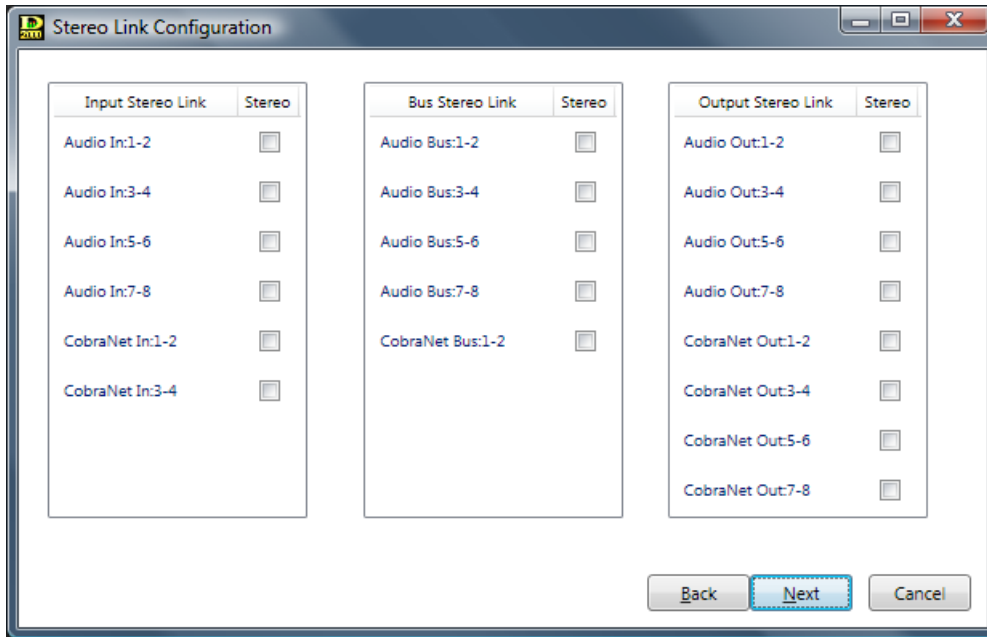 Stereo Link Configuration
Input Stereo Link Stereo
Audio In:1-2
Audio In:3-4
Audio In:5-6
Audio In:7-8
CobraNet In:1-2
CobraNet In:3-4
Bus Stereo Link Stereo
Audio Bus:1-2
Audio Bus:3-4
Audio Bus:5-6
Audio Bus:7-8
CobraNet Bus:1-2
Output Stereo Link Stereo
Audio Out:1-2
Audio Out:3-4
Audio Out:5-6
Audio Out:7-8
CobraNet Out:1-2
CobraNet Out:3-4
CobraNet Out:5-6
CobraNet Out:7-8
Back Next Cancel